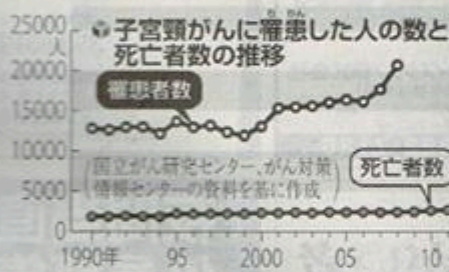 25000
人
子宮頸がんに罹患した人の数と
り かん
死亡者数の推移
20000
罹患者数
15000
10000
(国立がん研究センター、がん対策
情報センターの資料を基に作成)
死亡者数
5000
0
1990年 95 2000 05 10